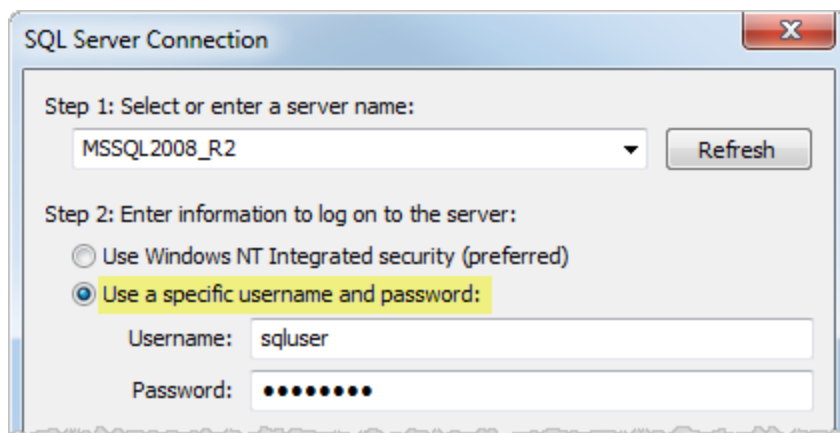 SQL Server Connection
Step 1: Select or enter a server name:
MSSQL2008_R2
Refresh
Step 2: Enter information to log on to the server:
Use Windows NT Integrated security (preferred)
Use a specific username and password:
Username: sqluser
Password: ●●●●●●●●